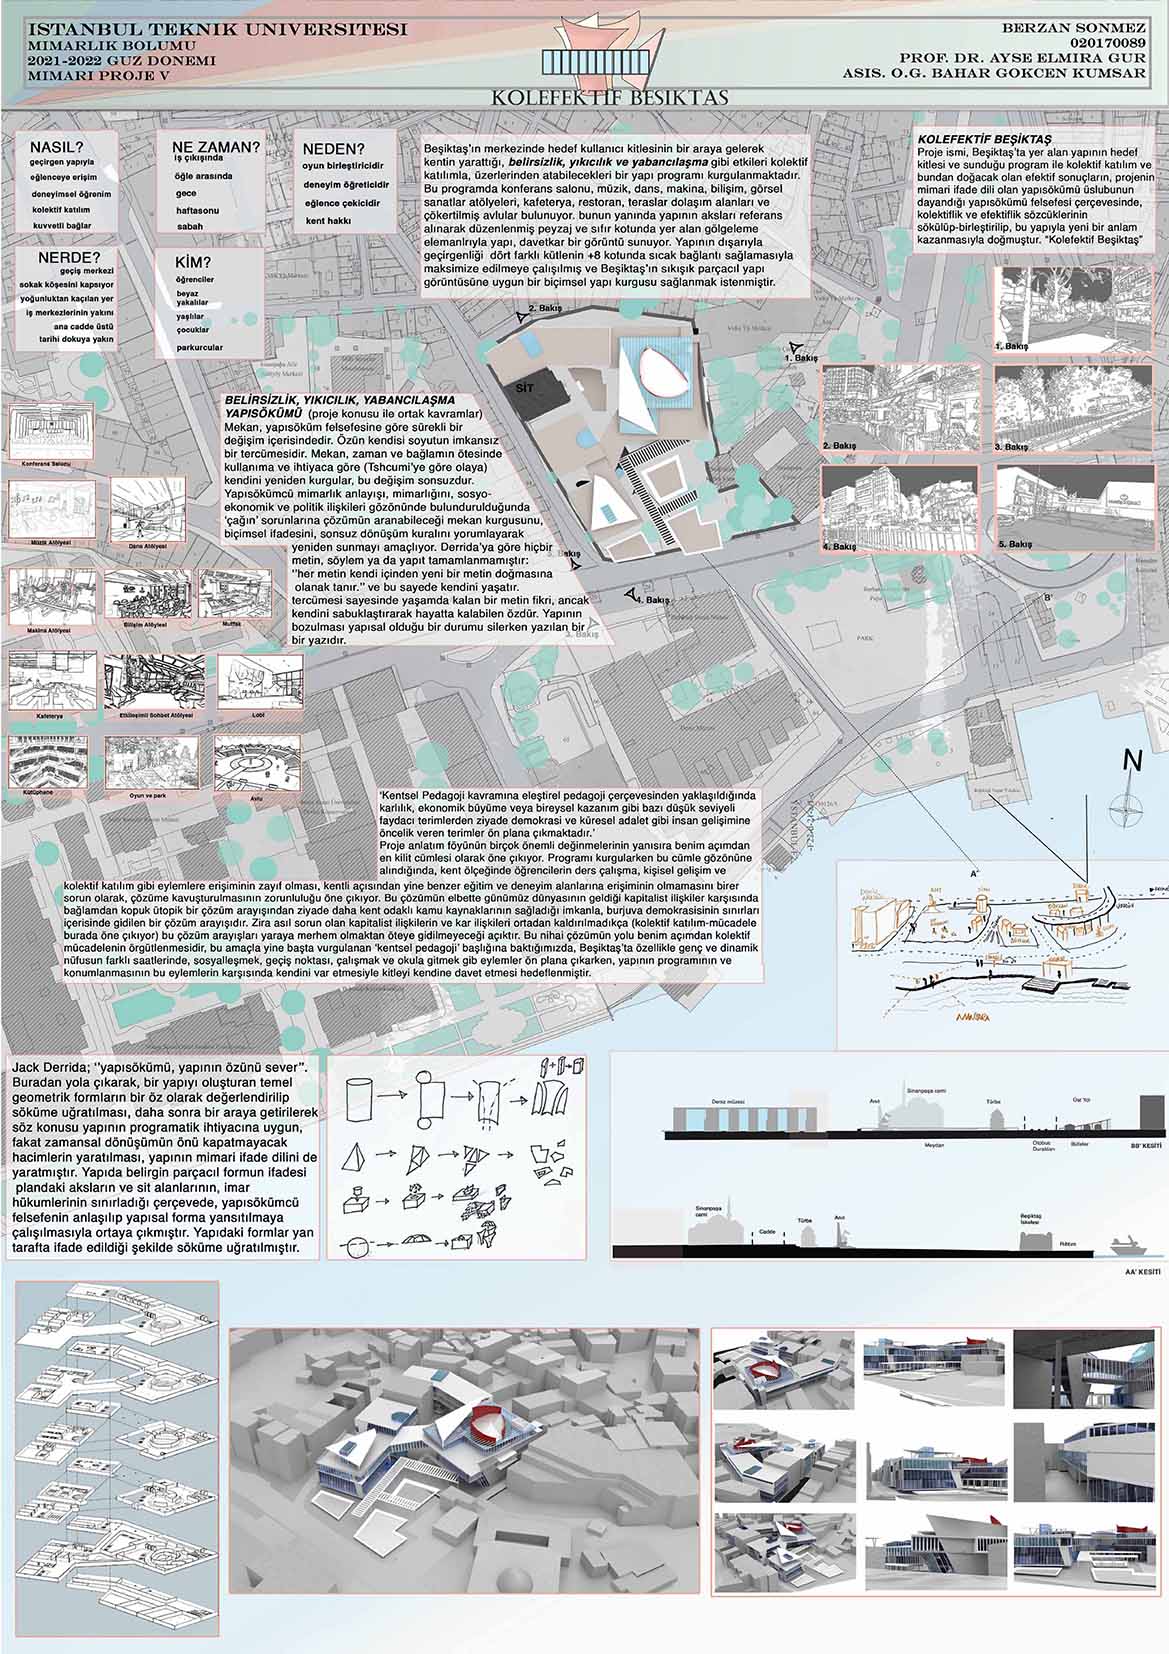 ISTANBUL TEKNIK UNIVERSITESI
MIMARLIK BOLUMU
2021-2022 GUZ DONEMI
MIMARI PROJE V
BERZAN SONMEZ
020170089
PROF. DR. AYSE ELMIRA GUR
ASIS. O.G. BAHAR GOKCEN KUMSAR
KOLEFEKTIF BESIKTAS
NASIL?
geçirgen yapıyla
eğlenceye erişim
deneyimsel öğrenim
kolektif katılım
kuvvetli bağlar
NE ZAMAN?
iş çıkışında
öğle arasında
gece
haftasonu
sabah
NEDEN?
oyun birleştiricidir
deneyim öğreticidir
eğlence çekicidir
kent hakkı
NERDE?
geçiş merkezi
sokak köşesini kapsıyor
yoğunluktan kaçılan yer
iş merkezlerinin yakını
ana cadde üstü
tarihi dokuya yakın
KİM?
öğrenciler
beyaz
yakalılar
yaşlılar
çocuklar
parkurcular
Beşiktaş'ın merkezinde hedef kullanıcı kitlesinin bir araya gelerek
kentin yarattığı, belirsizlik, yıkıcılık ve yabancılaşma gibi etkileri kolektif
katılımla, üzerlerinden atabilecekleri bir yapı programı kurgulanmaktadır.
Bu programda konferans salonu, müzik, dans, makina, bilişim, görsel
sanatlar atölyeleri, kafeterya, restoran, teraslar dolaşım alanları ve
çökertilmiş avlular bulunuyor. bunun yanında yapının aksları referans
alınarak düzenlenmiş peyzaj ve sıfır kotunda yer alan gölgeleme
elemanlrıyla yapı, davetkar bir görüntü sunuyor. Yapının dışarıyla
geçirgenliği dört farklı kütlenin +8 kotunda sıcak bağlantı sağlamasıyla
maksimize edilmeye çalışılmış ve Beşiktaş'ın sıkışık parçacıl yapı
görüntüsüne uygun bir biçimsel yapı kurgusu sağlanmak istenmiştir.
KOLEFEKTİF BEŞİKTAŞ
Proje ismi, Beşiktaş'ta yer alan yapının hedef
kitlesi ve sunduğu program ile kolektif katılım ve
bundan doğacak olan efektif sonuçların, projenin
mimari ifade dili olan yapısökümü üslubunun
dayandığı yapısökümü felsefesi çerçevesinde,
kolektiflik ve efektiflik sözcüklerinin
sökülüp-birleştirilip, bu yapıyla yeni bir anlam
kazanmasıyla doğmuştur. "Kolefektif Beşiktaş"
2. Bakış
1. Bakış
SİT
3. Bakış
4. Bakış
3. Bakış
1. Bakış
2. Bakış
3. Bakış
4. Bakış
5. Bakış
BELİRSİZLİK, YIKICILIK, YABANCILAŞMA
YAPISÖKÜMÜ (proje konusu ile ortak kavramlar)
Mekan, yapısöküm felsefesine göre sürekli bir
değişim içerisindedir. Özün kendisi soyutun imkansız
bir tercümesidir. Mekan, zaman ve bağlamın ötesinde
kullanıma ve ihtiyaca göre (Tshcumi'ye göre olaya)
kendini yeniden kurgular, bu değişim sonsuzdur.
Yapısökümcü mimarlık anlayışı, mimarlığını, sosyo-
ekonomik ve politik ilişkileri gözönünde bulundurulduğunda
'çağın' sorunlarına çözümün aranabileceği mekan kurgusunu,
biçimsel ifadesini, sonsuz dönüşüm kuralını yorumlayarak
yeniden sunmayı amaçlıyor. Derrida'ya göre hiçbir
metin, söylem ya da yapıt tamamlanmamıştır:
''her metin kendi içinden yeni bir metin doğmasına
olanak tanır.'' ve bu sayede kendini yaşatır.
tercümesi sayesinde yaşamda kalan bir metin fikri, ancak
kendini sabuklaştırarak hayatta kalabilen özdür. Yapının
bozulması yapısal olduğu bir durumu silerken yazılan bir
bir yazıdır.
Konferans Salonu
Müzik Atölyesi
Dans Atölyesi
Makina Atölyesi
Bilişim Atölyesi
Mutfak
Kafeterya
Etkileşimli Sohbet Atölyesi
Lobi
Kütüphane
Oyun ve park
Avlu
PARK
B'
N
A'
'Kentsel Pedagoji kavramına eleştirel pedagoji çerçevesinden yaklaşıldığında
karlılık, ekonomik büyüme veya bireysel kazanım gibi bazı düşük seviyeli
faydacı terimlerden ziyade demokrasi ve küresel adalet gibi insan gelişimine
öncelik veren terimler ön plana çıkmaktadır.'
Proje anlatım föyünün birçok önemli değinmelerinin yanısıra benim açımdan
en kilit cümlesi olarak öne çıkıyor. Programı kurgularken bu cümle gözönüne
alındığında, kent ölçeğinde öğrencilerin ders çalışma, kişisel gelişim ve
kolektif katılım gibi eylemlere erişiminin zayıf olması, kentli açısından yine benzer eğitim ve deneyim alanlarına erişiminin olmamasını birer
sorun olarak, çözüme kavuşturulmasının zorunluluğu öne çıkıyor. Bu çözümün elbette günümüz dünyasının geldiği kapitalist ilişkiler karşısında
bağlamdan kopuk ütopik bir çözüm arayışından ziyade daha kent odaklı kamu kaynaklarının sağladığı imkanla, burjuva demokrasisinin sınırları
içerisinde gidilen bir çözüm arayışıdır. Zira asıl sorun olan kapitalist ilişkilerin ve kar ilişkileri ortadan kaldırılmadıkça (kolektif katılım-mücadele
burada öne çıkıyor) bu çözüm arayışları yaraya merhem olmaktan öteye gidilmeyeceği açıktır. Bu nihai çözümün yolu benim açımdan kolektif
mücadelenin örgütlenmesidir, bu amaçla yine başta vurgulanan 'kentsel pedagoji' başlığına baktığımızda, Beşiktaş'ta özellikle genç ve dinamik
nüfusun farklı saatlerinde, sosyalleşmek, geçiş noktası, çalışmak ve okula gitmek gib eylemler ön plana çıkarken, yapının programının ve
konumlanmasının bu eylemlerin karşısında kendini var etmesiyle kitleyi kendine davet etmesi hedeflenmiştir.
Jack Derrida; ''yapısökümü, yapının özünü sever''.
Buradan yola çıkarak, bir yapıyı oluşturan temel
geometrik formların bir öz olarak değerlendirilip
söküme uğratılması, daha sonra bir araya getirilerek
söz konusu yapının programatik ihtiyacına uygun,
fakat zamansal dönüşümün önü kapatmayacak
hacimlerin yaratılması, yapının mimari ifade dilini de
yaratmıştır. Yapıda belirgin parçacıl formun ifadesi
plandaki aksların ve sit alanlarının, imar
hükumlerinin sınırladığı çerçevede, yapısökümcü
felsefenin anlaşılıp yapısal forma yansıtılmaya
çalışılmasıyla ortaya çıkmıştır. Yapıdaki formlar yan
tarafta ifade edildiği şekilde söküme uğratılmıştır.
Deniz müzesi
Anıt
Sinanpaşa cami
Türbe
Meydan
Otobüs
Durakları
Büfeler
BB' KESİTİ
Sinanpaşa
cami
Cadde
Türbe
Anıt
Beşiktaş
İskelesi
Rıhtım
AA' KESİTİ